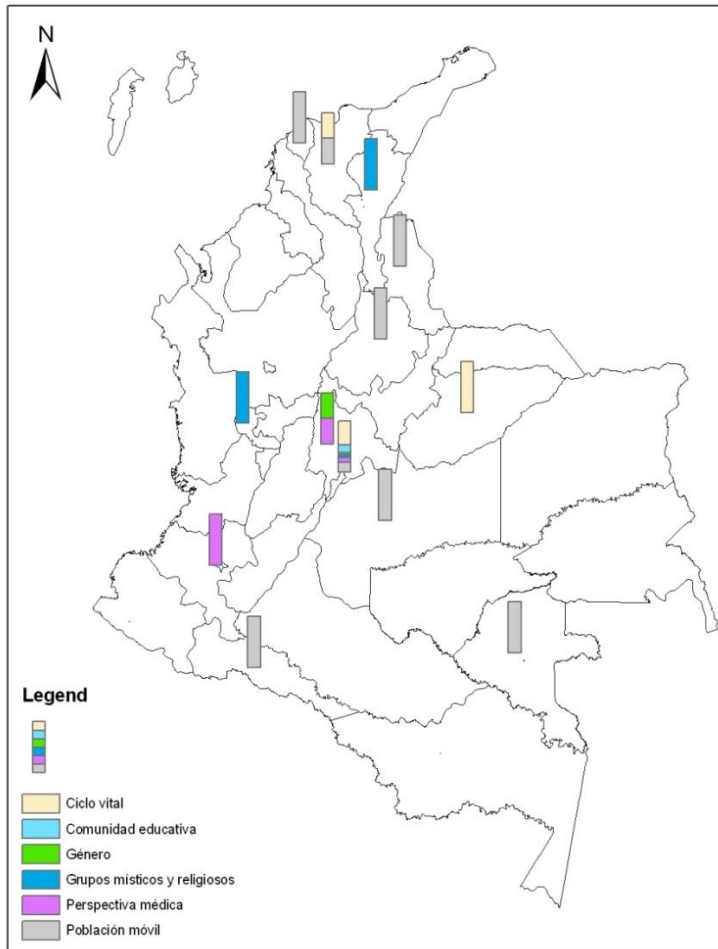 N
Legend
Ciclo vital
Comunidad educativa
Género
Grupos místicos y religiosos
Perspectiva médica
Población móvil